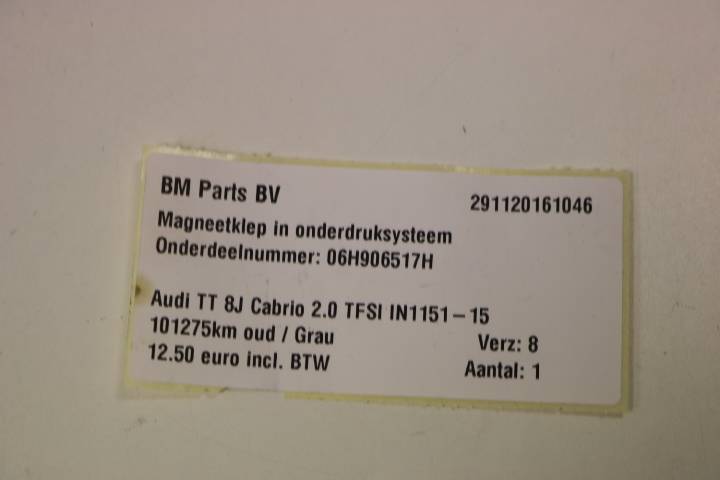 BM Parts BV 291120161046
Magneetklep in onderdruksysteem
Onderdeelnummer: 06H906517H
Audi TT 8J Cabrio 2.0 TFSI IN1151-15
101275km oud / Grau Verz: 8
12.50 euro incl. BTW Aantal: 1